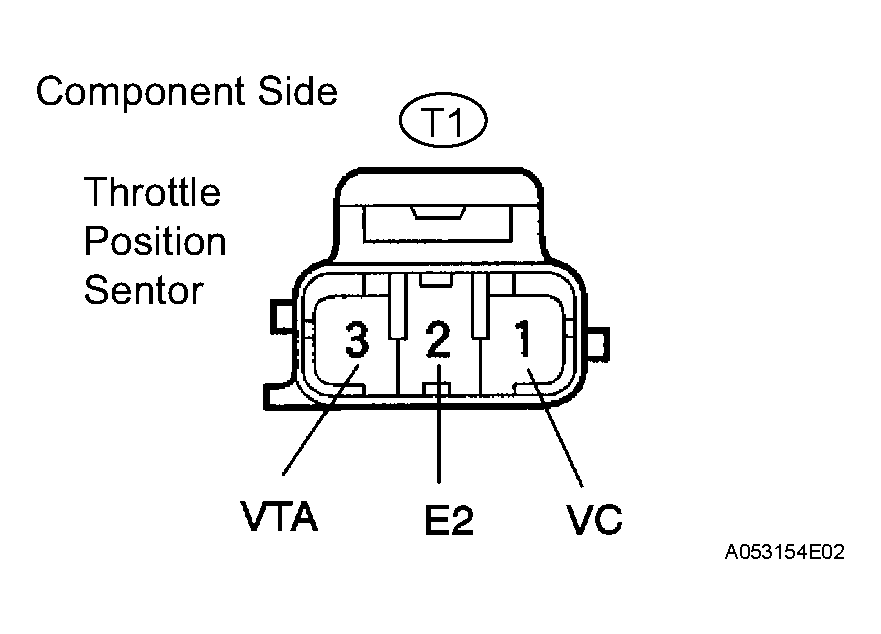 Component Side
T1
Throttle
Position
Sentor
3 2 1
VTA E2 VC
A053154E02